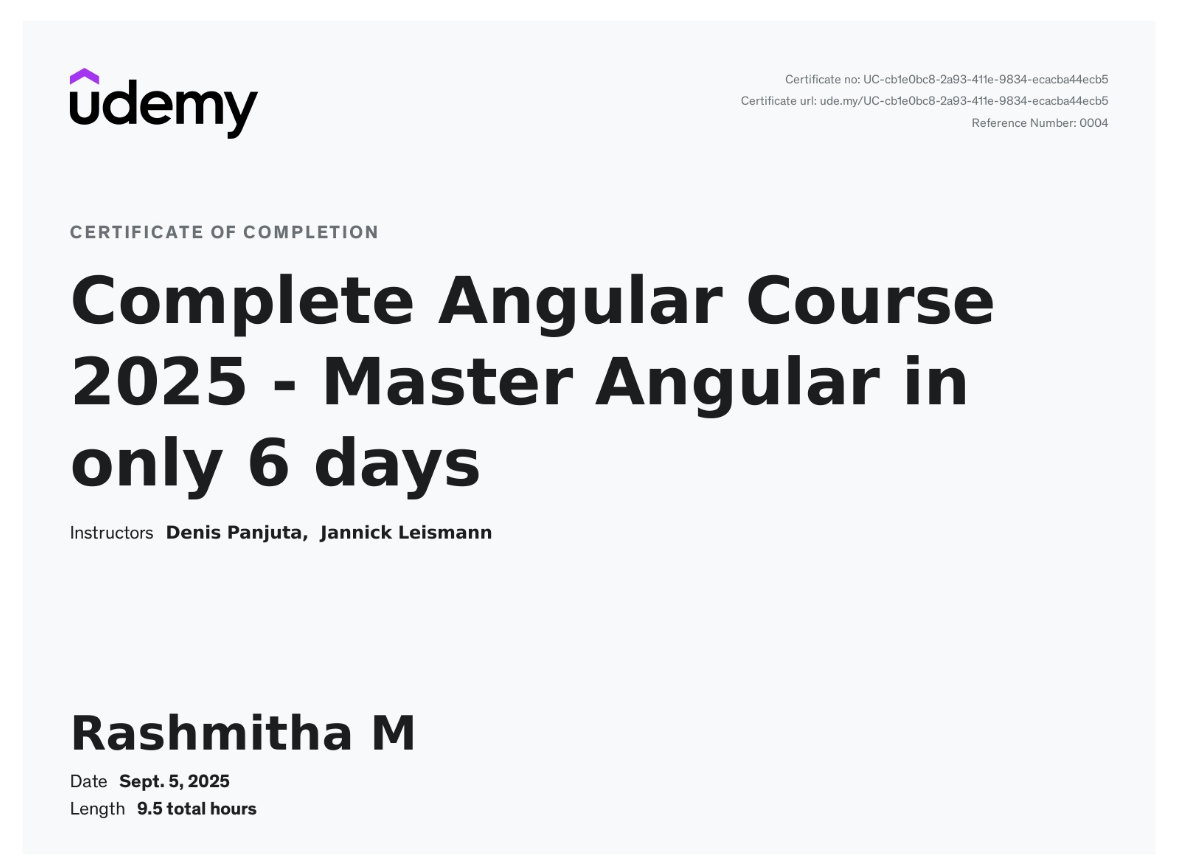 udemy
Certificate no: UC-cb1e0bc8-2a93-411e-9834-ecacba44ecb5
Certificate url: ude.my/UC-cb1e0bc8-2a93-411e-9834-ecacba44ecb5
Reference Number: 0004
CERTIFICATE OF COMPLETION
Complete Angular Course
2025 - Master Angular in
only 6 days
Instructors Denis Panjuta, Jannick Leismann
Rashmitha M
Date Sept. 5, 2025
Length 9.5 total hours